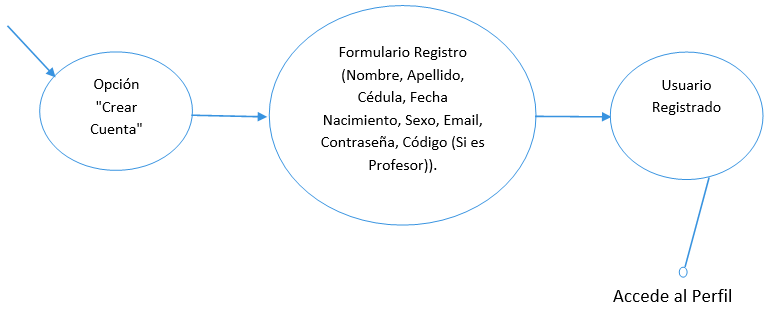 Opción
"Crear
Cuenta"
Formulario Registro
(Nombre, Apellido,
Cédula, Fecha
Nacimiento, Sexo, Email,
Contraseña, Código (Si es
Profesor)).
Usuario
Registrado
Accede al Perfil